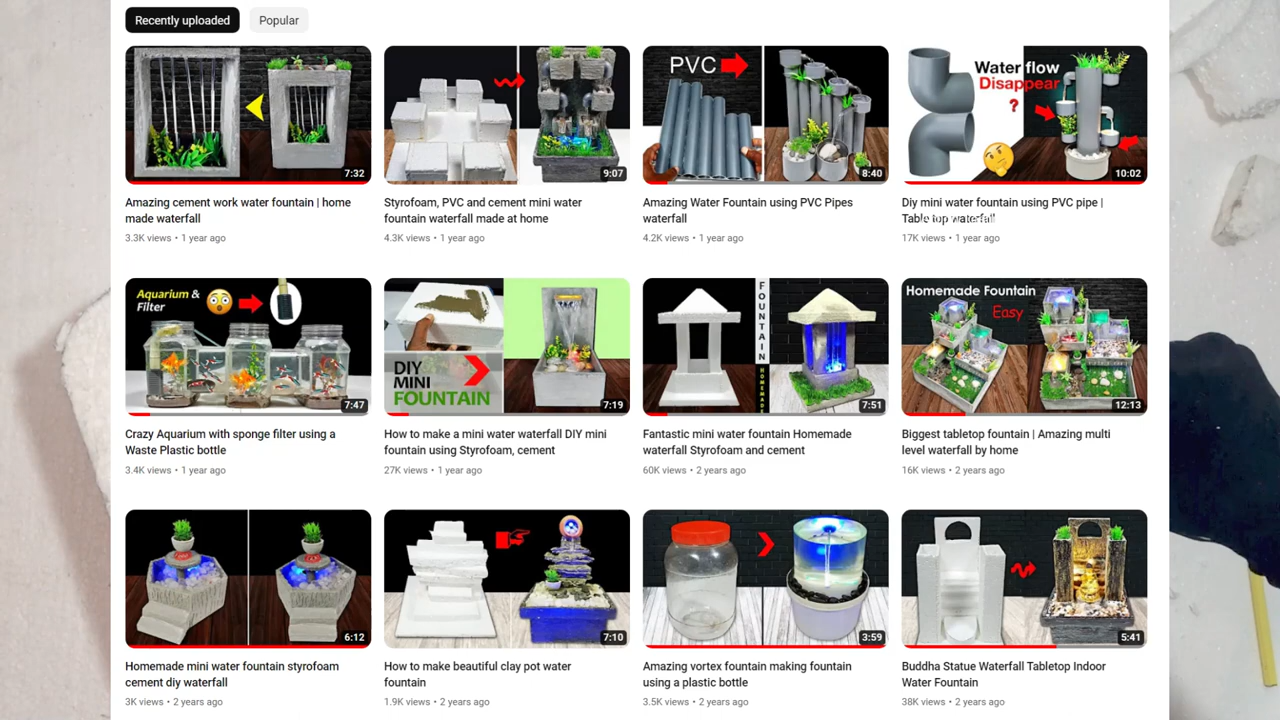 Recently uploaded
Popular
7:32
9:07
PVC
8:40
Water flow
Disappear
?
10:02
Amazing cement work water fountain | home
made waterfall
3.3K views • 1 year ago
Styrofoam, PVC and cement mini water
fountain waterfall made at home
4.3K views • 1 year ago
Amazing Water Fountain using PVC Pipes
waterfall
4.2K views • 1 year ago
Diy mini water fountain using PVC pipe |
Tabletop waterfall
17K views • 1 year ago
Aquarium &
Filter
7:47
DIY
MINI
FOUNTAIN
7:19
FOUNTAIN
HOMEMADE
7:51
Homemade Fountain
Easy
12:13
Crazy Aquarium with sponge filter using a
Waste Plastic bottle
3.4K views • 1 year ago
How to make a mini water waterfall DIY mini
fountain using Styrofoam, cement
27K views • 1 year ago
Fantastic mini water fountain Homemade
waterfall Styrofoam and cement
60K views • 2 years ago
Biggest tabletop fountain | Amazing multi
level waterfall by home
16K views • 2 years ago
6:12
7:10
3:59
5:41
Homemade mini water fountain styrofoam
cement diy waterfall
3K views • 2 years ago
How to make beautiful clay pot water
fountain
1.9K views • 2 years ago
Amazing vortex fountain making fountain
using a plastic bottle
3.5K views • 2 years ago
Buddha Statue Waterfall Tabletop Indoor
Water Fountain
38K views • 2 years ago